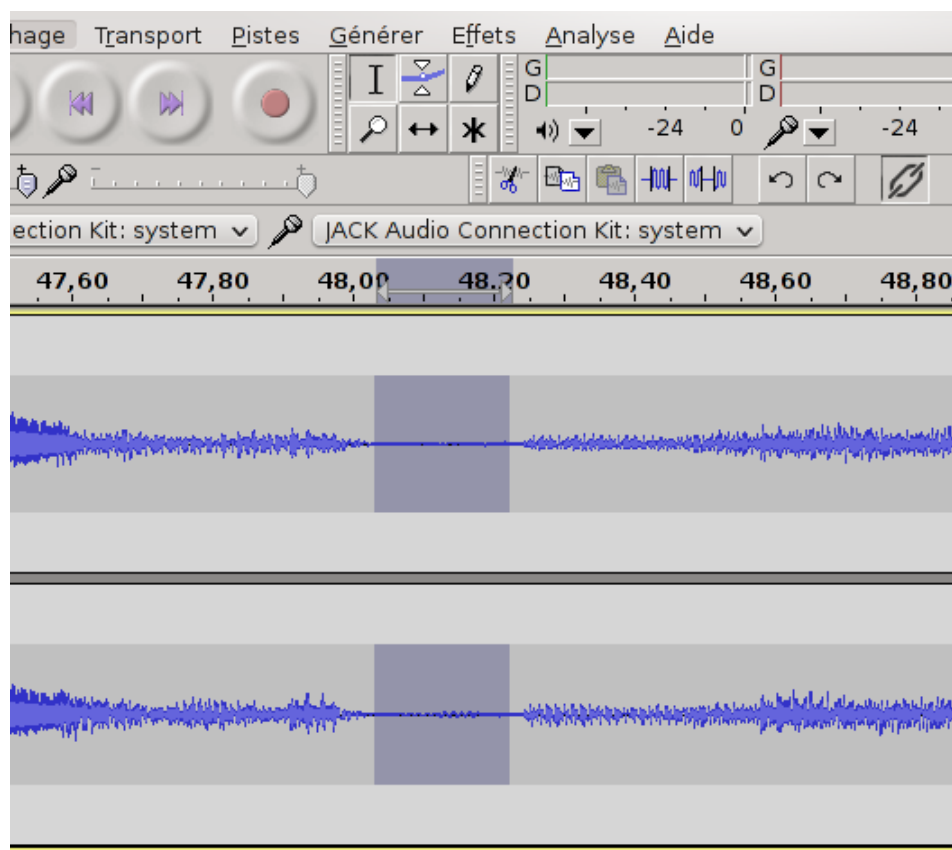 hage Transport Pistes Générer Effets Analyse Aide
G G
D D
-24 0 -24
ection Kit: system JACK Audio Connection Kit: system
47,60 47,80 48,00 48,20 48,40 48,60 48,80